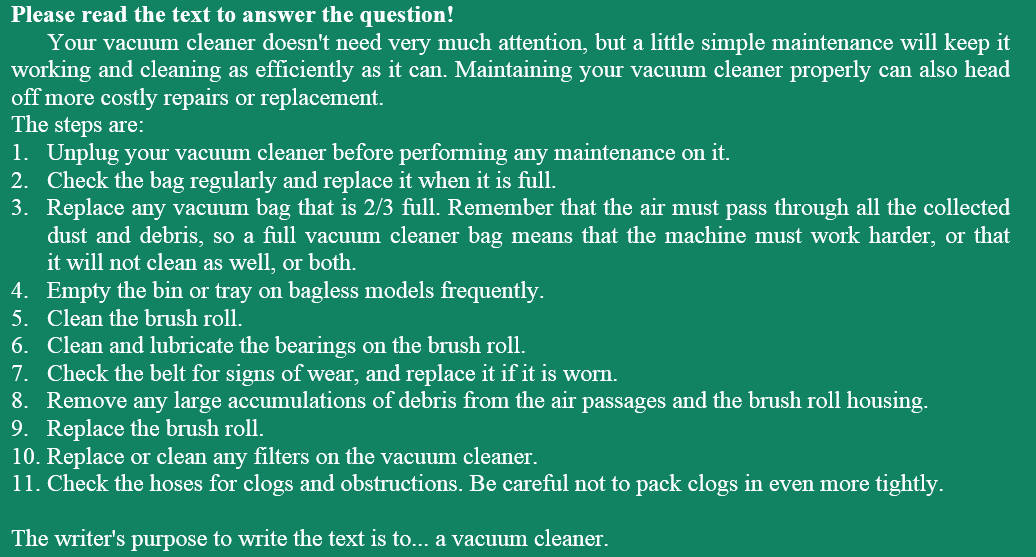 Please read the text to answer the question!
Your vacuum cleaner doesn't need very much attention, but a little simple maintenance will keep it
working and cleaning as efficiently as it can. Maintaining your vacuum cleaner properly can also head
off more costly repairs or replacement.
The steps are:
1. Unplug your vacuum cleaner before performing any maintenance on it.
2. Check the bag regularly and replace it when it is full.
3. Replace any vacuum bag that is 2/3 full. Remember that the air must pass through all the collected
dust and debris, so a full vacuum cleaner bag means that the machine must work harder, or that
it will not clean as well, or both.
4. Empty the bin or tray on bagless models frequently.
5. Clean the brush roll.
6. Clean and lubricate the bearings on the brush roll.
7. Check the belt for signs of wear, and replace it if it is worn.
8. Remove any large accumulations of debris from the air passages and the brush roll housing.
9. Replace the brush roll.
10. Replace or clean any filters on the vacuum cleaner.
11. Check the hoses for clogs and obstructions. Be careful not to pack clogs in even more tightly.
The writer's purpose to write the text is to... a vacuum cleaner.